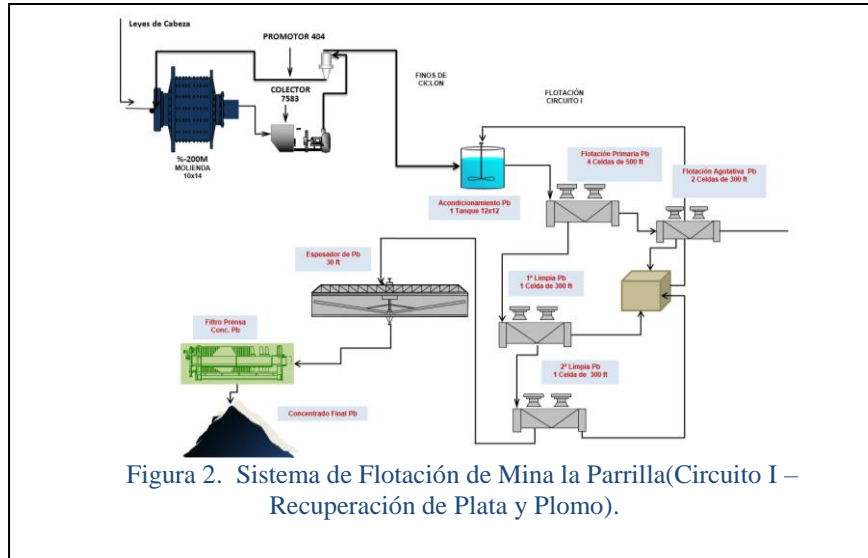 Leyes de Cabeza
PROMOTOR 404
COLECTOR
7583
%-200M
MOLIENDA
10x14
FINOS DE
CICLON
FLOTACIÓN
CIRCUITO I
Acondicionamiento Pb
1 Tanque 12x12
Flotación Primaria Pb
4 Celdas de 500 ft
Flotación Agotativa Pb
2 Celdas de 300 ft
Espesador de Pb
30 ft
1ª Limpia Pb
1 Celda de 300 ft
Filtro Prensa
Conc. Pb
2ª Limpia Pb
1 Celda de 300 ft
Concentrado Final Pb
Figura 2. Sistema de Flotación de Mina la Parrilla(Circuito I –
Recuperación de Plata y Plomo).